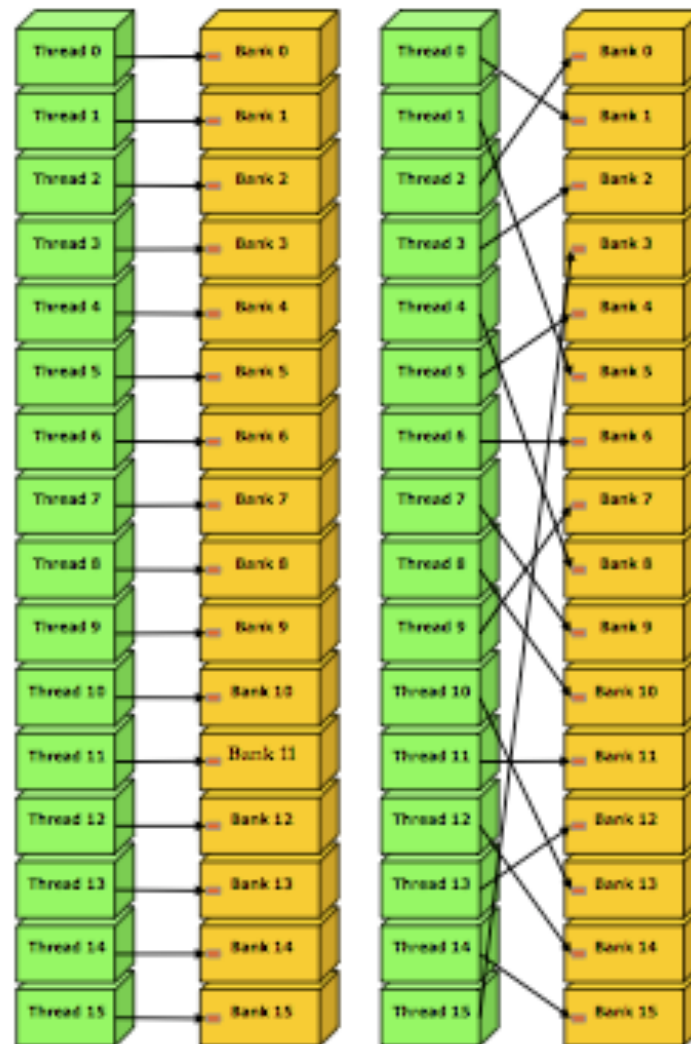 Thread 0 Bank 0 Thread 0 Bank 0
Thread 1 Bank 1 Thread 1 Bank 1
Thread 2 Bank 2 Thread 2 Bank 2
Thread 3 Bank 3 Thread 3 Bank 3
Thread 4 Bank 4 Thread 4 Bank 4
Thread 5 Bank 5 Thread 5 Bank 5
Thread 6 Bank 6 Thread 6 Bank 6
Thread 7 Bank 7 Thread 7 Bank 7
Thread 8 Bank 8 Thread 8 Bank 8
Thread 9 Bank 9 Thread 9 Bank 9
Thread 10 Bank 10 Thread 10 Bank 10
Thread 11 Bank 11 Thread 11 Bank 11
Thread 12 Bank 12 Thread 12 Bank 12
Thread 13 Bank 13 Thread 13 Bank 13
Thread 14 Bank 14 Thread 14 Bank 14
Thread 15 Bank 15 Thread 15 Bank 15